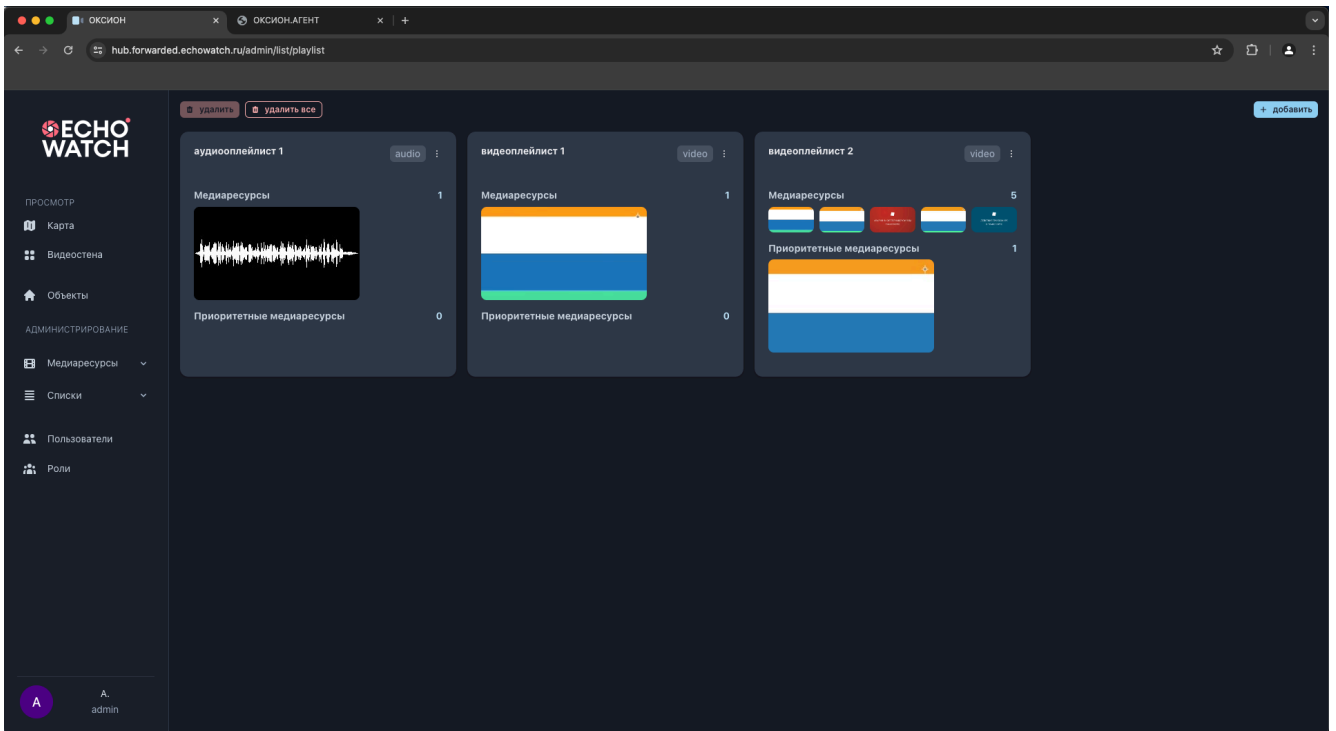 ОКСИОН
ОКСИОН.АГЕНТ
hub.forwarded.echowatch.ru/admin/list/playlist
ECHO
WATCH
ПРОСМОТР
Карта
Видеостена
Объекты
АДМИНИСТРИРОВАНИЕ
Медиаресурсы
Списки
Пользователи
Роли
A
A.
admin
удалить
удалить все
+ добавить
аудиооплейлист 1 audio
Медиаресурсы 1
Приоритетные медиаресурсы 0
видеоплейлист 1 video
Медиаресурсы 1
Приоритетные медиаресурсы 0
видеоплейлист 2 video
Медиаресурсы 5
Приоритетные медиаресурсы 1